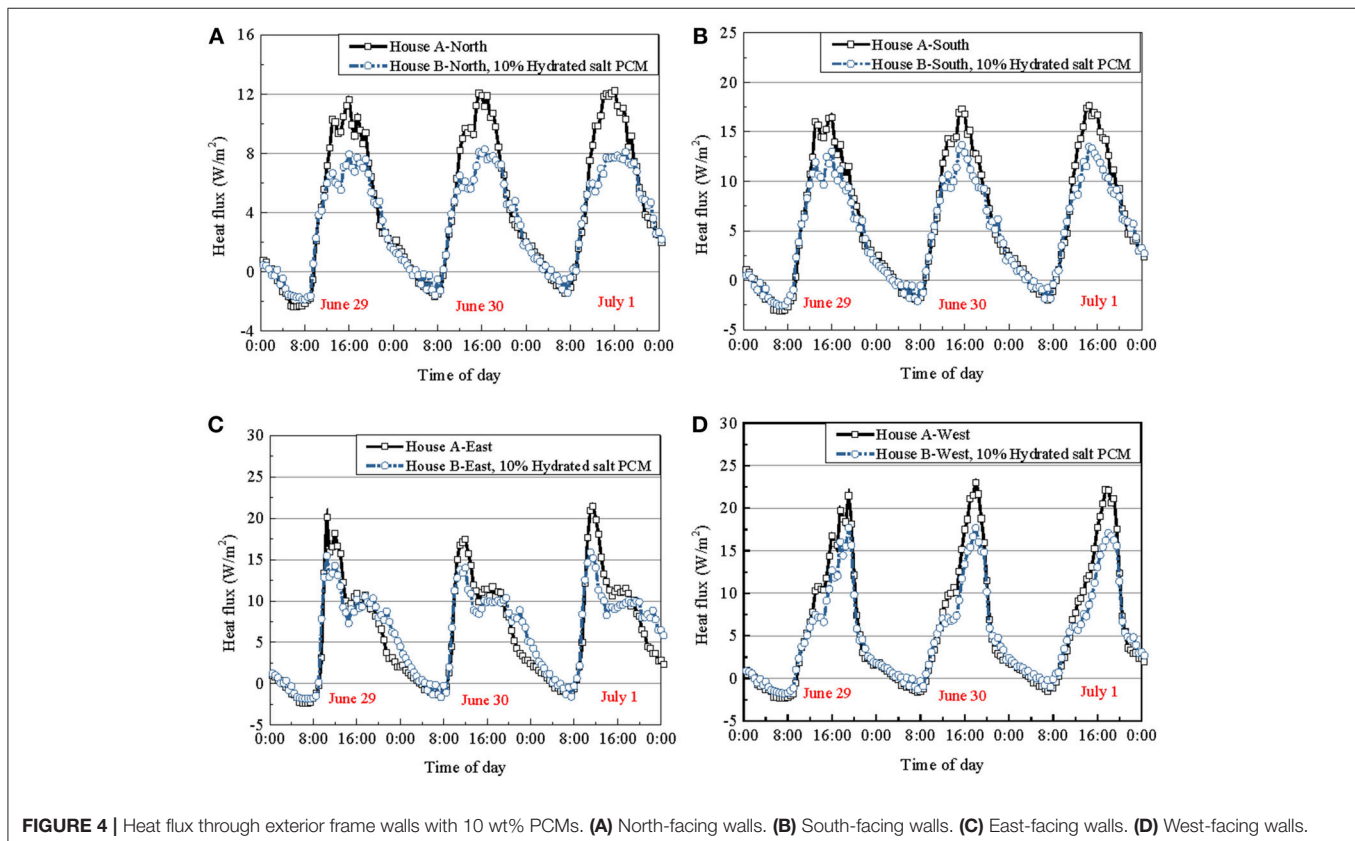 A
House A-North
House B-North, 10% Hydrated salt PCM
Heat flux (W/m²)
16
12
8
4
0
-4
June 29
June 30
July 1
0:00 8:00 16:00 0:00 8:00 16:00 0:00 8:00 16:00 0:00
Time of day
B
House A-South
House B-South, 10% Hydrated salt PCM
Heat flux (W/m²)
25
20
15
10
5
0
-5
June 29
June 30
July 1
0:00 8:00 16:00 0:00 8:00 16:00 0:00 8:00 16:00 0:00
Time of day
C
House A-East
House B-East, 10% Hydrated salt PCM
Heat flux (W/m²)
30
25
20
15
10
5
0
-5
June 29
June 30
July 1
0:00 8:00 16:00 0:00 8:00 16:00 0:00 8:00 16:00 0:00
Time of day
D
House A-West
House B-West, 10% Hydrated salt PCM
Heat flux (W/m²)
30
25
20
15
10
5
0
-5
June 29
June 30
July 1
0:00 8:00 16:00 0:00 8:00 16:00 0:00 8:00 16:00 0:00
Time of day
FIGURE 4 | Heat flux through exterior frame walls with 10 wt% PCMs. (A) North-facing walls. (B) South-facing walls. (C) East-facing walls. (D) West-facing walls.